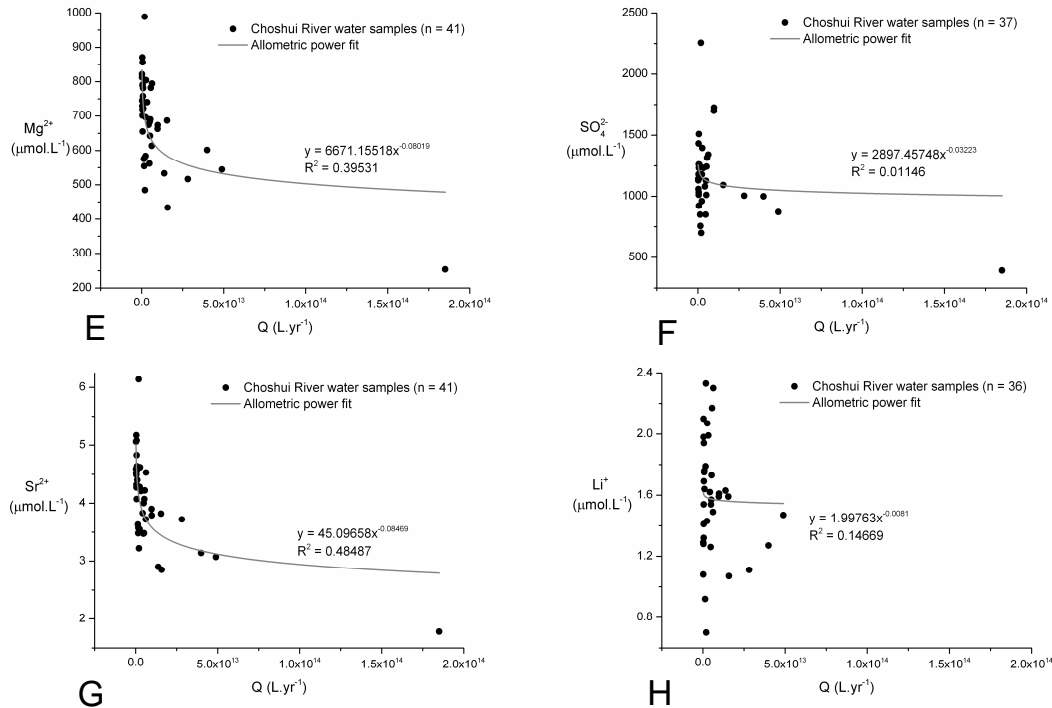 1000
900
800
700
600
500
400
300
200
Mg2+
(μmol.L-1)
Choshui River water samples (n = 41)
Allometric power fit
y = 6671.15518x-0.08019
R2 = 0.39531
0.0
5.0x1013
1.0x1014
1.5x1014
2.0x1014
E
Q (L.yr-1)
2500
2000
1500
1000
500
SO42-
(μmol.L-1)
Choshui River water samples (n = 37)
Allometric power fit
y = 2897.45748x-0.03223
R2 = 0.01146
0.0
5.0x1013
1.0x1014
1.5x1014
2.0x1014
F
Q (L.yr-1)
6
5
4
3
2
Sr2+
(μmol.L-1)
Choshui River water samples (n = 41)
Allometric power fit
y = 45.09658x-0.08469
R2 = 0.48487
0.0
5.0x1013
1.0x1014
1.5x1014
2.0x1014
G
Q (L.yr-1)
2.4
2.0
1.6
1.2
0.8
Li+
(μmol.L-1)
Choshui River water samples (n = 36)
Allometric power fit
y = 1.99763x-0.0081
R2 = 0.14669
0.0
5.0x1013
1.0x1014
1.5x1014
2.0x1014
H
Q (L.yr-1)